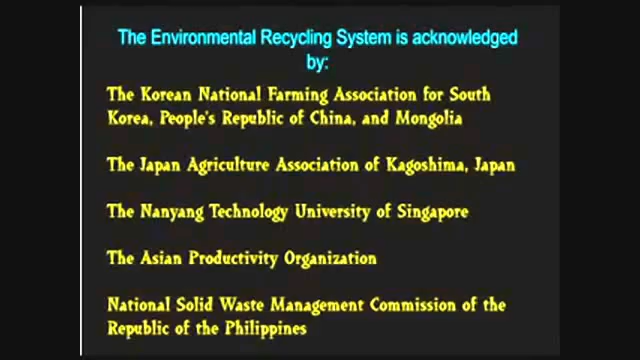 The Environmental Recycling System is acknowledged
by:
The Korean National Farming Association for South
Korea, People's Republic of China, and Mongolia
The Japan Agriculture Association of Kagoshima, Japan
The Nanyang Technology University of Singapore
The Asian Productivity Organization
National Solid Waste Management Commission of the
Republic of the Philippines